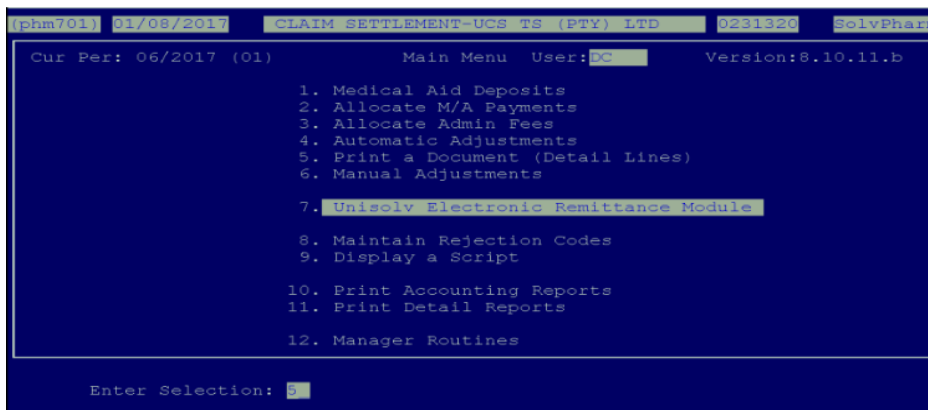 (phm701) 01/08/2017 CLAIM SETTLEMENT-UCS TS (PTY) LTD 0231320 SolvPharm
Cur Per: 06/2017 (01) Main Menu User:DC Version:8.10.11.b
1. Medical Aid Deposits
2. Allocate M/A Payments
3. Allocate Admin Fees
4. Automatic Adjustments
5. Print a Document (Detail Lines)
6. Manual Adjustments
7. Unisolv Electronic Remittance Module
8. Maintain Rejection Codes
9. Display a Script
10. Print Accounting Reports
11. Print Detail Reports
12. Manager Routines
Enter Selection: 5